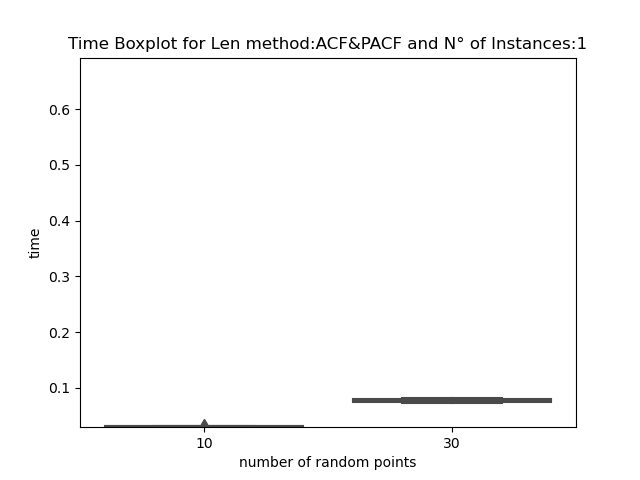 Time Boxplot for Len method:ACF&PACF and N° of Instances:1
0.6
0.5
0.4
0.3
0.2
0.1
time
10 30
number of random points